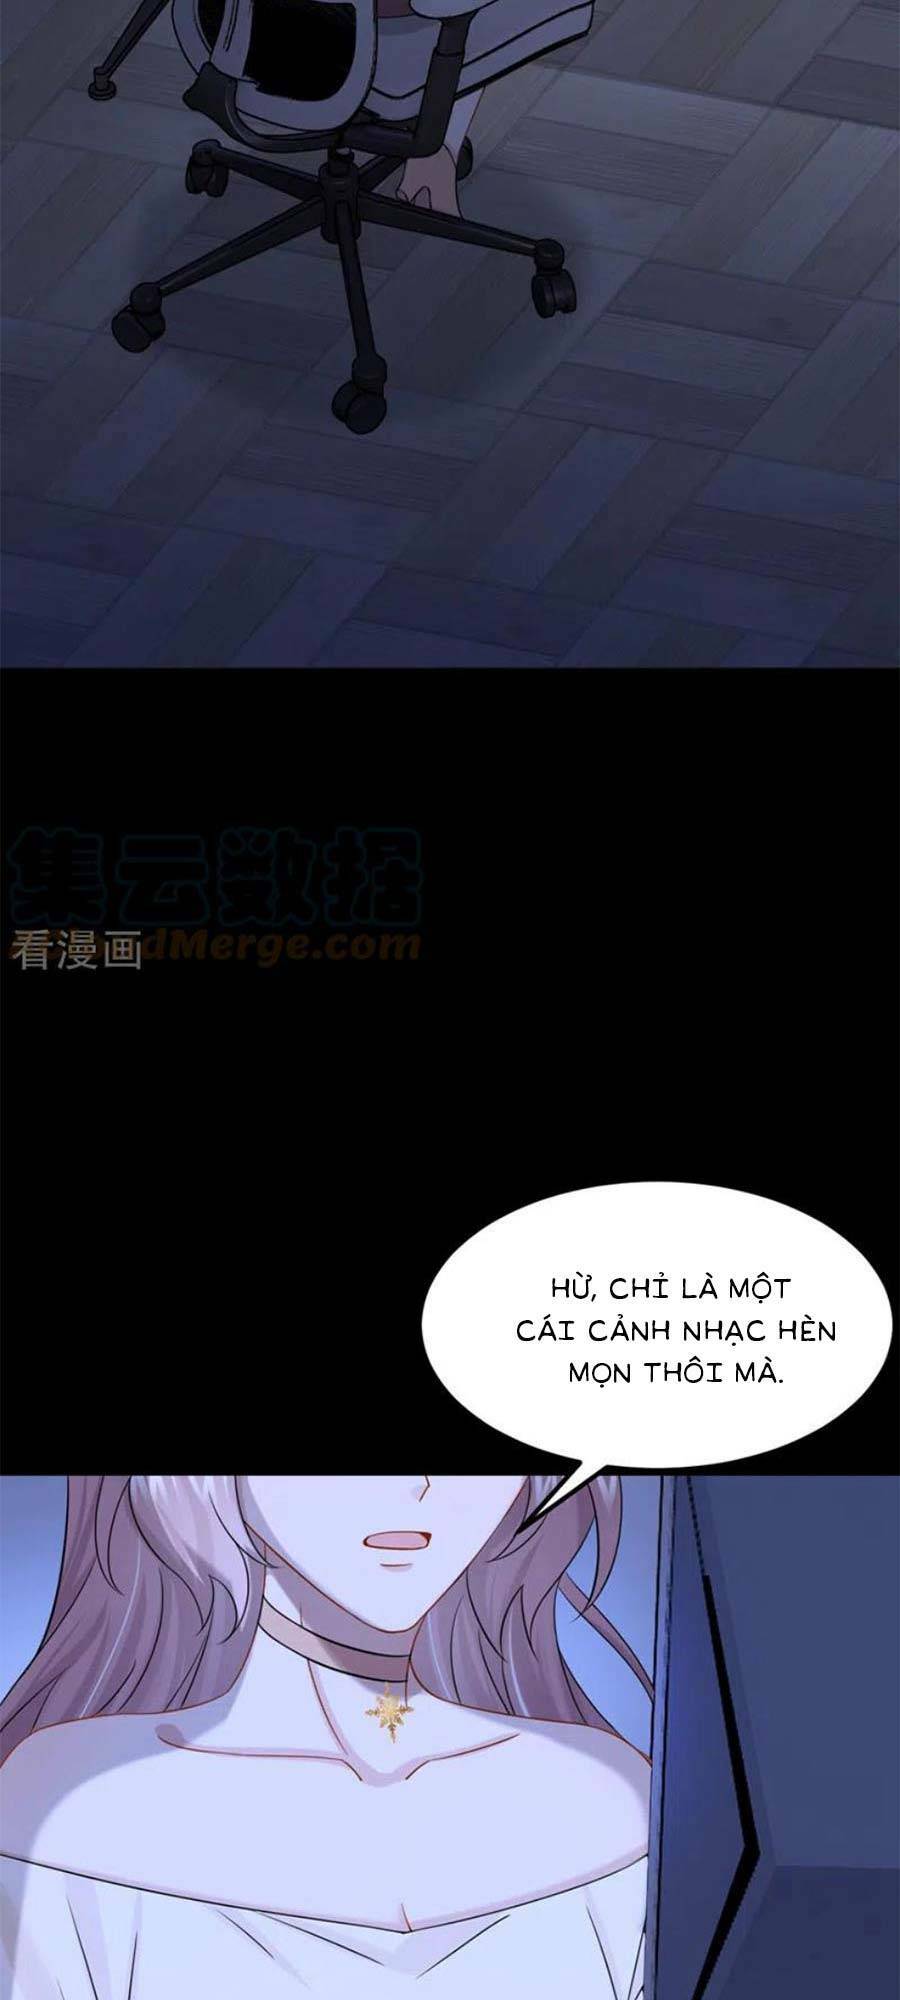 集云数据
看漫画
CloudMerge.com
HỪ, CHỈ LÀ MỘT
CÁI CẢNH NHẠC HÈN
MỌN THÔI MÀ.